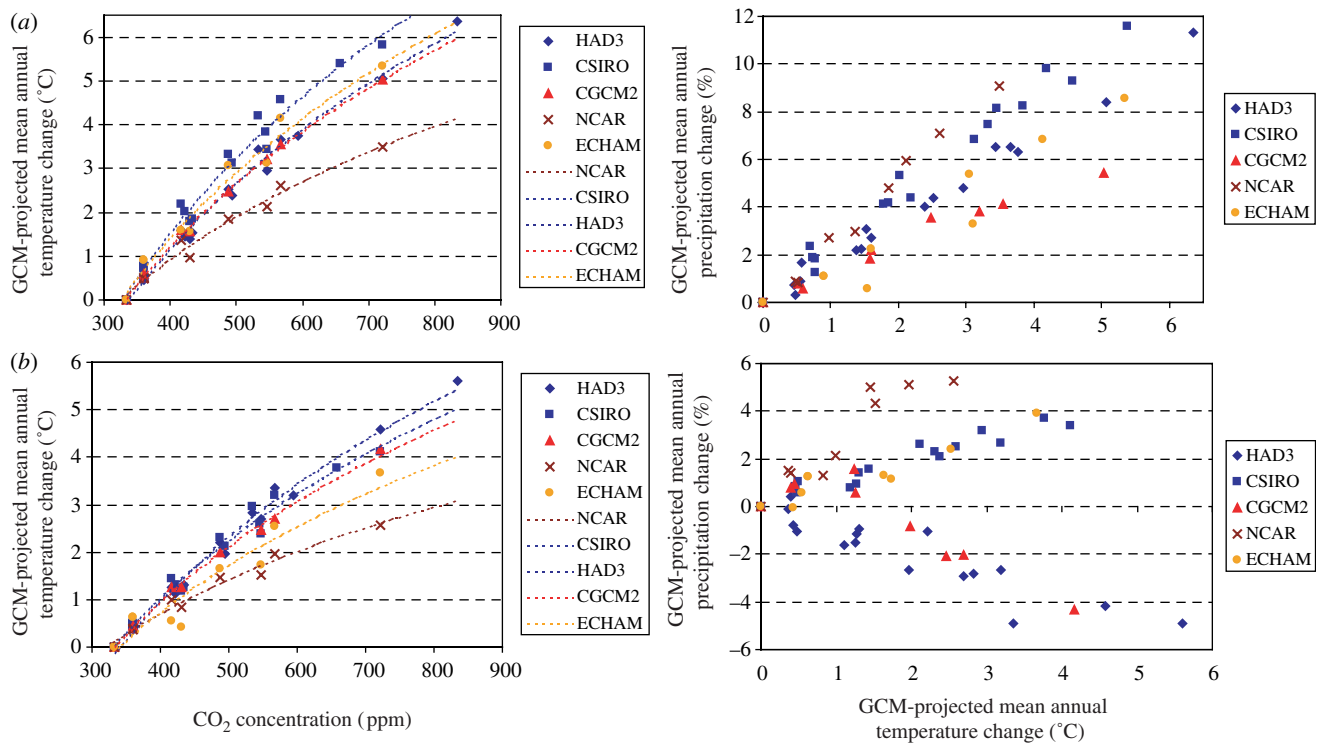 (a)
GCM-projected mean annual
temperature change (˚C)
6
5
4
3
2
1
0
300 400 500 600 700 800 900
HAD3
CSIRO
CGCM2
NCAR
ECHAM
NCAR
CSIRO
HAD3
CGCM2
ECHAM
GCM-projected mean annual
precipitation change (%)
12
10
8
6
4
2
0
0 1 2 3 4 5 6
HAD3
CSIRO
CGCM2
NCAR
ECHAM
(b)
GCM-projected mean annual
temperature change (˚C)
6
5
4
3
2
1
0
300 400 500 600 700 800 900
CO2 concentration (ppm)
HAD3
CSIRO
CGCM2
NCAR
ECHAM
NCAR
CSIRO
HAD3
CGCM2
ECHAM
GCM-projected mean annual
precipitation change (%)
6
4
2
0
–2
–4
–6
0 1 2 3 4 5 6
GCM-projected mean annual
temperature change (˚C)
HAD3
CSIRO
CGCM2
NCAR
ECHAM